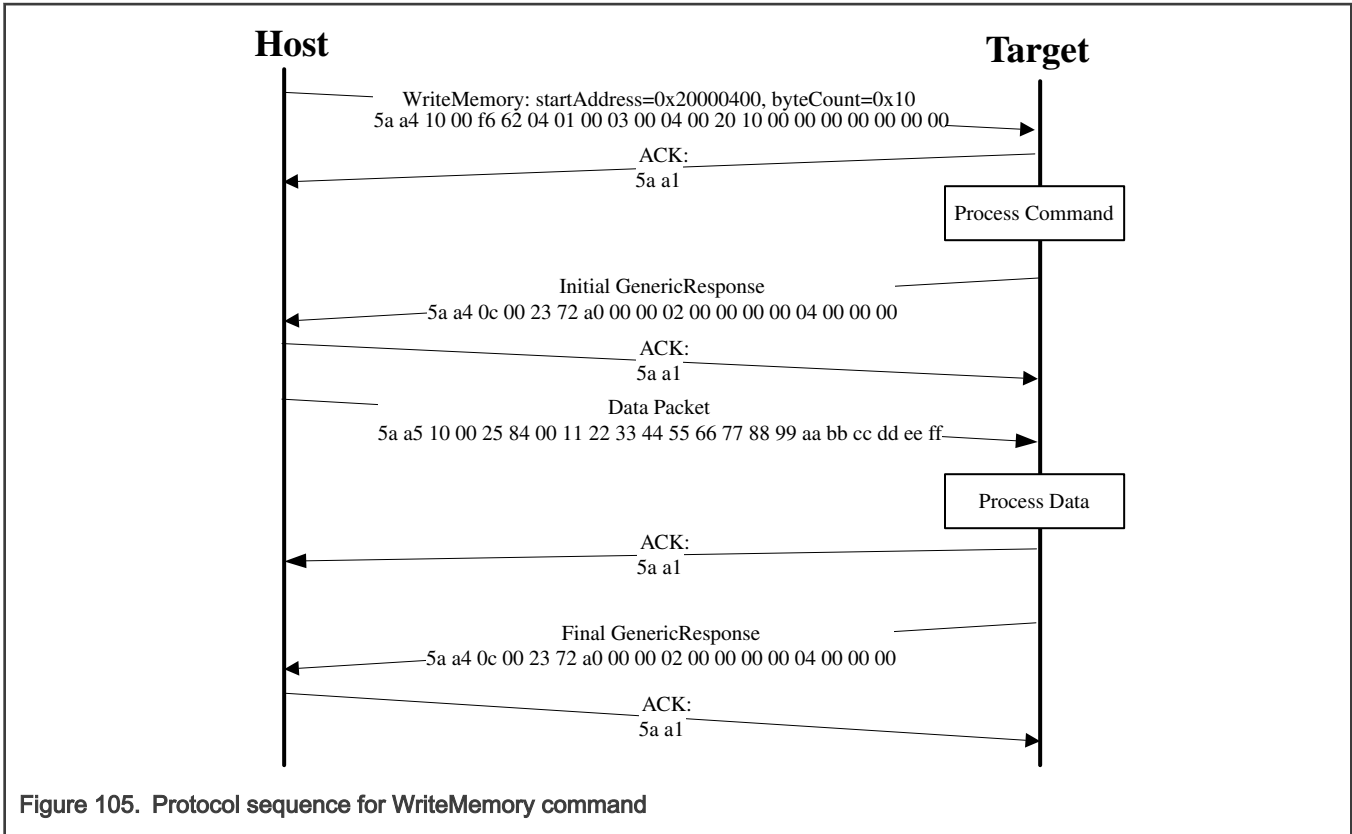 Host
Target
WriteMemory: startAddress=0x20000400, byteCount=0x10
5a a4 10 00 f6 62 04 01 00 03 00 04 00 20 10 00 00 00 00 00 00 00
ACK:
5a a1
Process Command
Initial GenericResponse
5a a4 0c 00 23 72 a0 00 00 02 00 00 00 00 04 00 00 00
ACK:
5a a1
Data Packet
5a a5 10 00 25 84 00 11 22 33 44 55 66 77 88 99 aa bb cc dd ee ff
Process Data
ACK:
5a a1
Final GenericResponse
5a a4 0c 00 23 72 a0 00 00 02 00 00 00 00 04 00 00 00
ACK:
5a a1
Figure 105. Protocol sequence for WriteMemory command